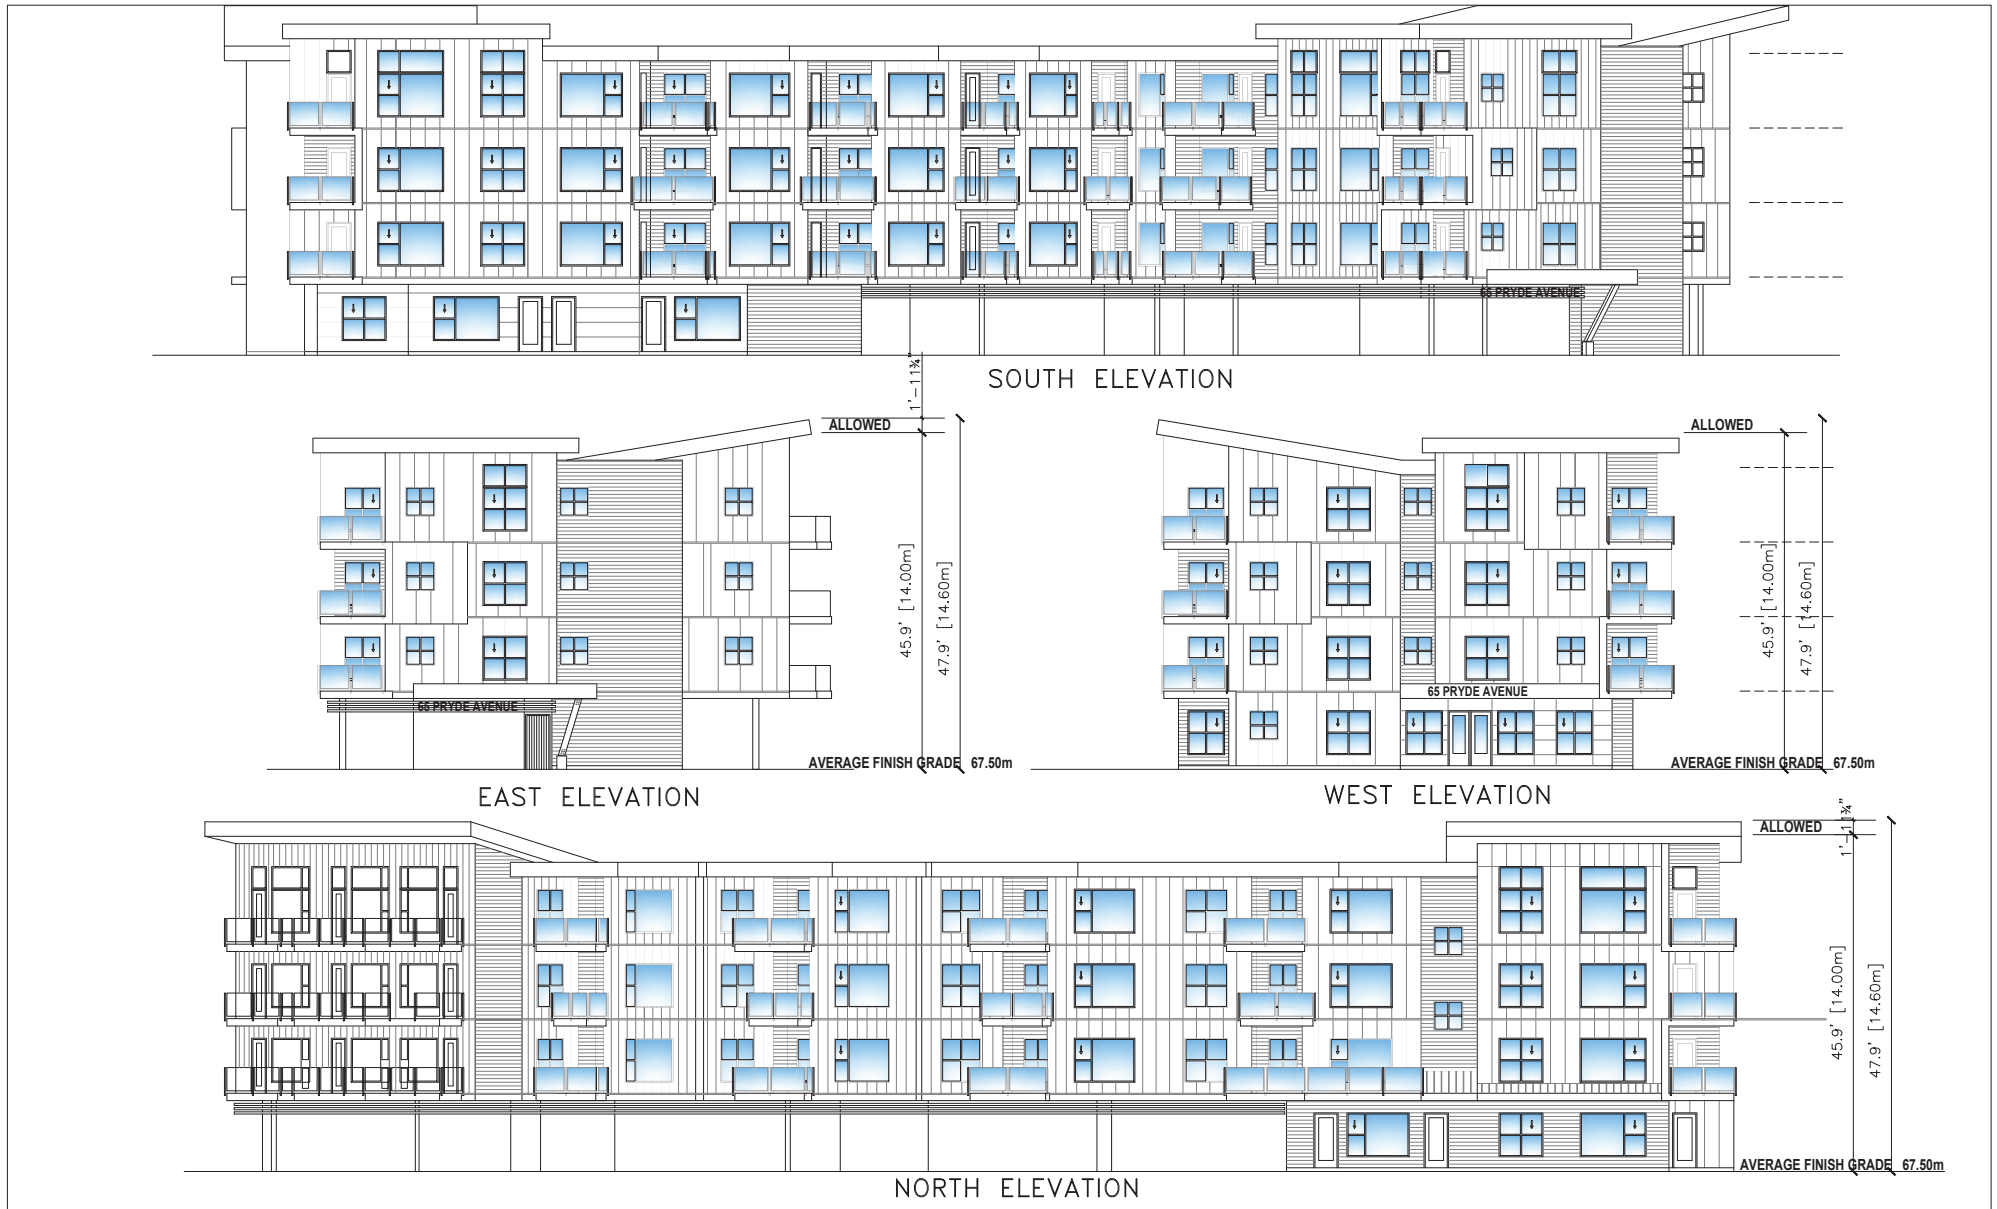 65 PRYDE AVENUE
SOUTH ELEVATION
1'-11¾"
ALLOWED
45.9' [14.00m]
47.9' [14.60m]
65 PRYDE AVENUE
AVERAGE FINISH GRADE 67.50m
EAST ELEVATION
ALLOWED
45.9' [14.00m]
47.9' [14.60m]
65 PRYDE AVENUE
AVERAGE FINISH GRADE 67.50m
WEST ELEVATION
1'-11¾"
ALLOWED
45.9' [14.00m]
47.9' [14.60m]
AVERAGE FINISH GRADE 67.50m
NORTH ELEVATION